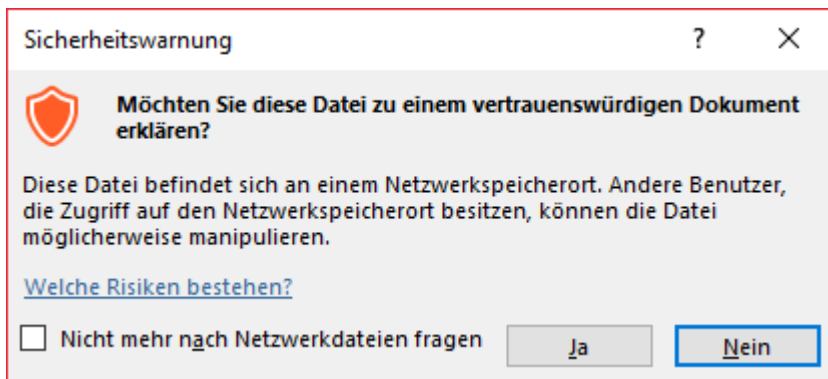 Sicherheitswarnung ?
Möchten Sie diese Datei zu einem vertrauenswürdigen Dokument
erklären?
Diese Datei befindet sich an einem Netzwerkspeicherort. Andere Benutzer,
die Zugriff auf den Netzwerkspeicherort besitzen, können die Datei
möglicherweise manipulieren.
Welche Risiken bestehen?
Nicht mehr nach Netzwerkdateien fragen Ja Nein